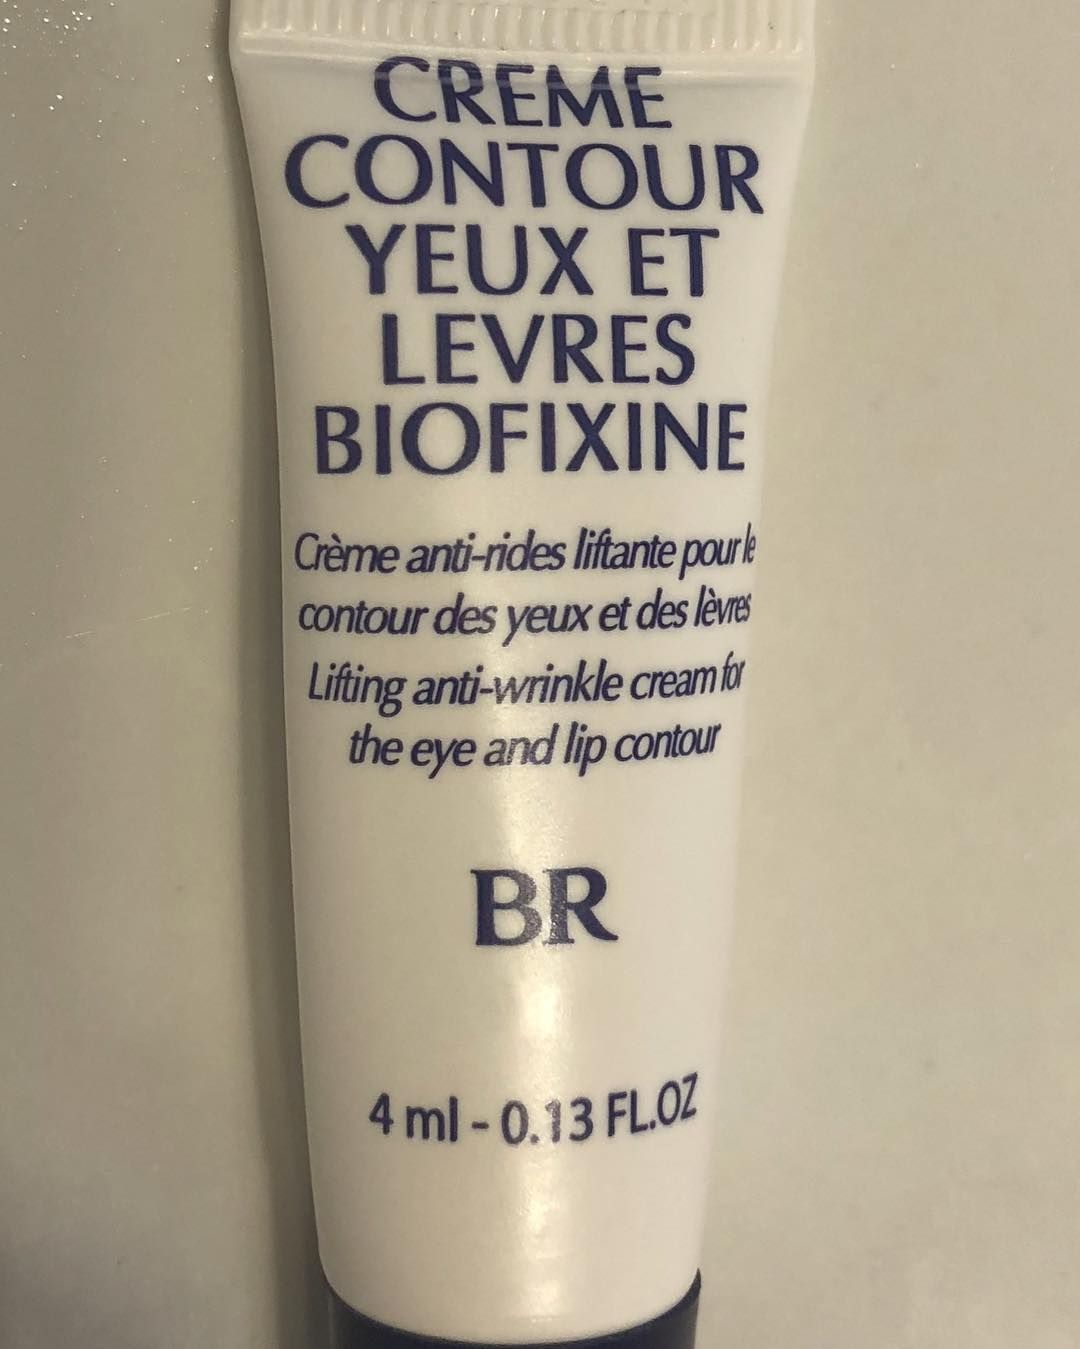 CREME
CONTOUR
YEUX ET
LEVRES
BIOFIXINE
Crème anti-rides liftante pour le
contour des yeux et des lèvres
Lifting anti-wrinkle cream for
the eye and lip contour
BR
4 ml - 0.13 FL.OZ